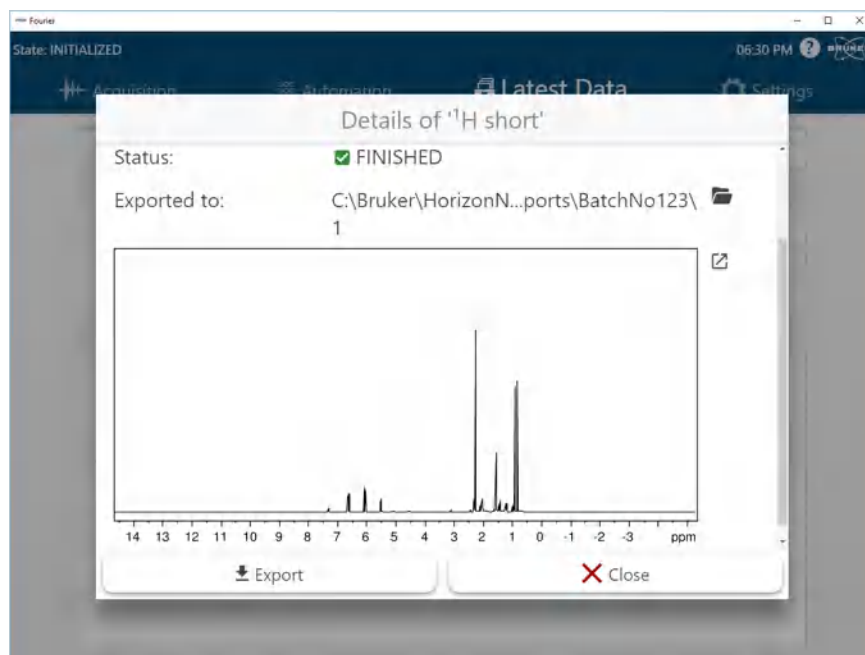 Fourier
State: INITIALIZED
06:30 PM
BRUKER
Acquisition
Automation
Latest Data
Settings
Details of '¹H short'
Status:
FINISHED
Exported to:
C:\Bruker\HorizonN...ports\BatchNo123\
1
14 13 12 11 10 9 8 7 6 5 4 3 2 1 0 -1 -2 -3 ppm
Export
Close